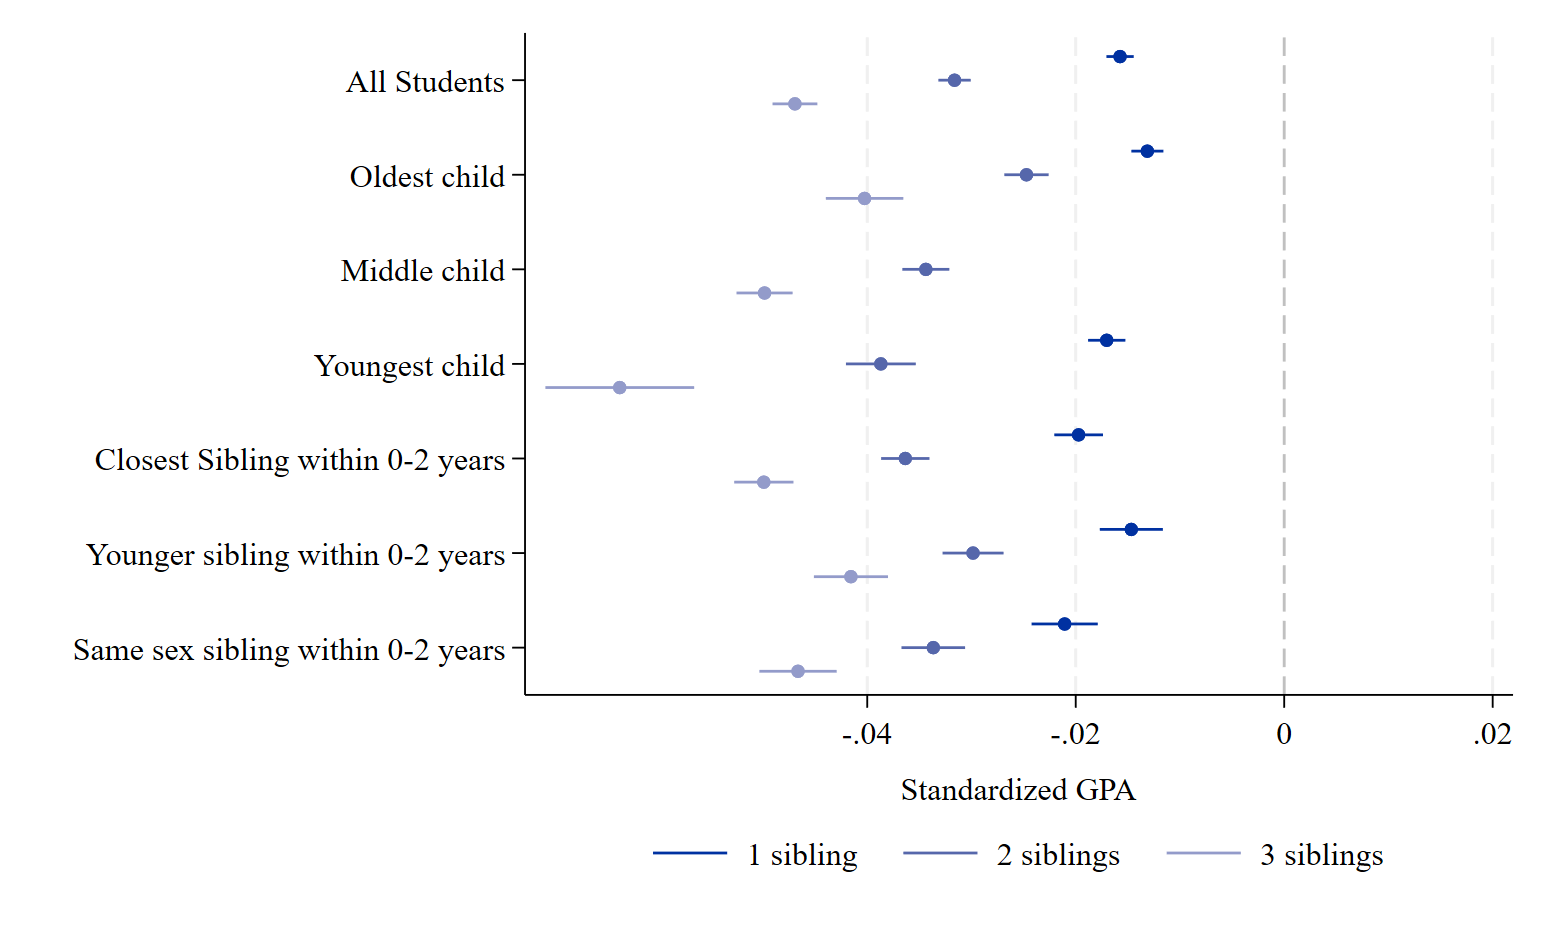 All Students
Oldest child
Middle child
Youngest child
Closest Sibling within 0-2 years
Younger sibling within 0-2 years
Same sex sibling within 0-2 years
-.04 -.02 0 .02
Standardized GPA
1 sibling 2 siblings 3 siblings